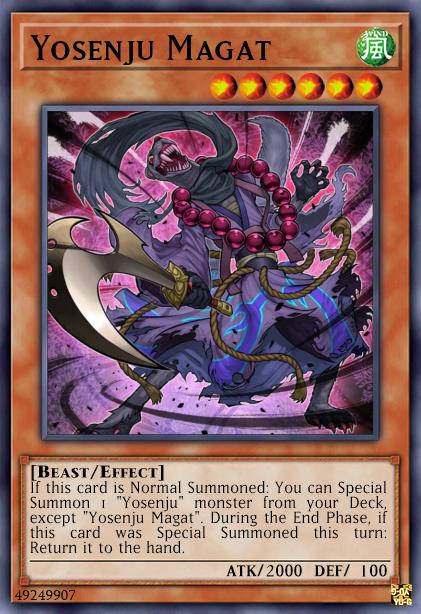 YOSENJU MAGAT
WIND
風
[BEAST/EFFECT]
If this card is Normal Summoned: You can Special
Summon 1 "Yosenju" monster from your Deck,
except "Yosenju Magat". During the End Phase, if
this card was Special Summoned this turn:
Return it to the hand.
ATK/2000 DEF/ 100
49249907